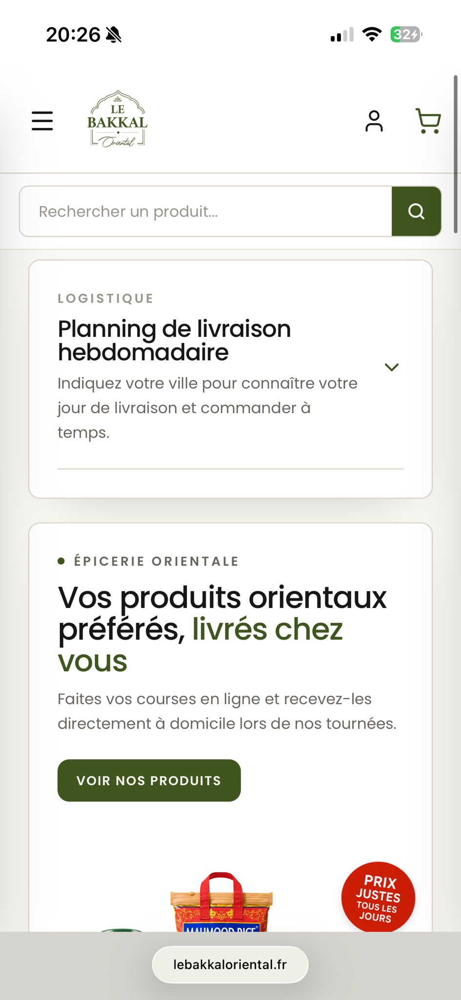 20:26
32
LE
BAKKAL
Oriental
Rechercher un produit...
LOGISTIQUE
Planning de livraison
hebdomadaire
Indiquez votre ville pour connaître votre
jour de livraison et commander à
temps.
ÉPICERIE ORIENTALE
Vos produits orientaux
préférés, livrés chez
vous
Faites vos courses en ligne et recevez-les
directement à domicile lors de nos tournées.
VOIR NOS PRODUITS
PRIX
JUSTES
TOUS LES
JOURS
MAHMOOD RICE
lebakkaloriental.fr